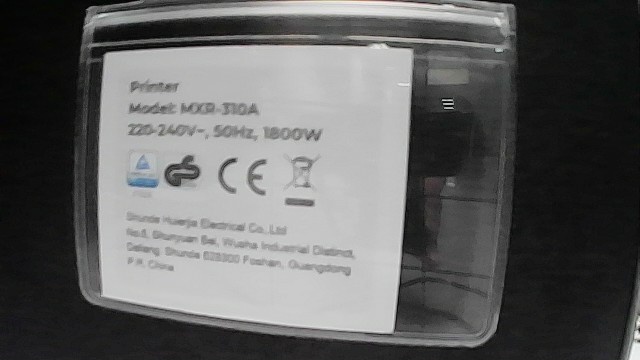 Printer
Model: MXR-310A
220-240V~, 50Hz, 1800W
Shunde Huanjia Electrical Co.,Ltd
No.5, Shunyuan Bei, Wusha Industrial District,
Daliang Shunde 528300 Foshan, Guangdong
P.R. China